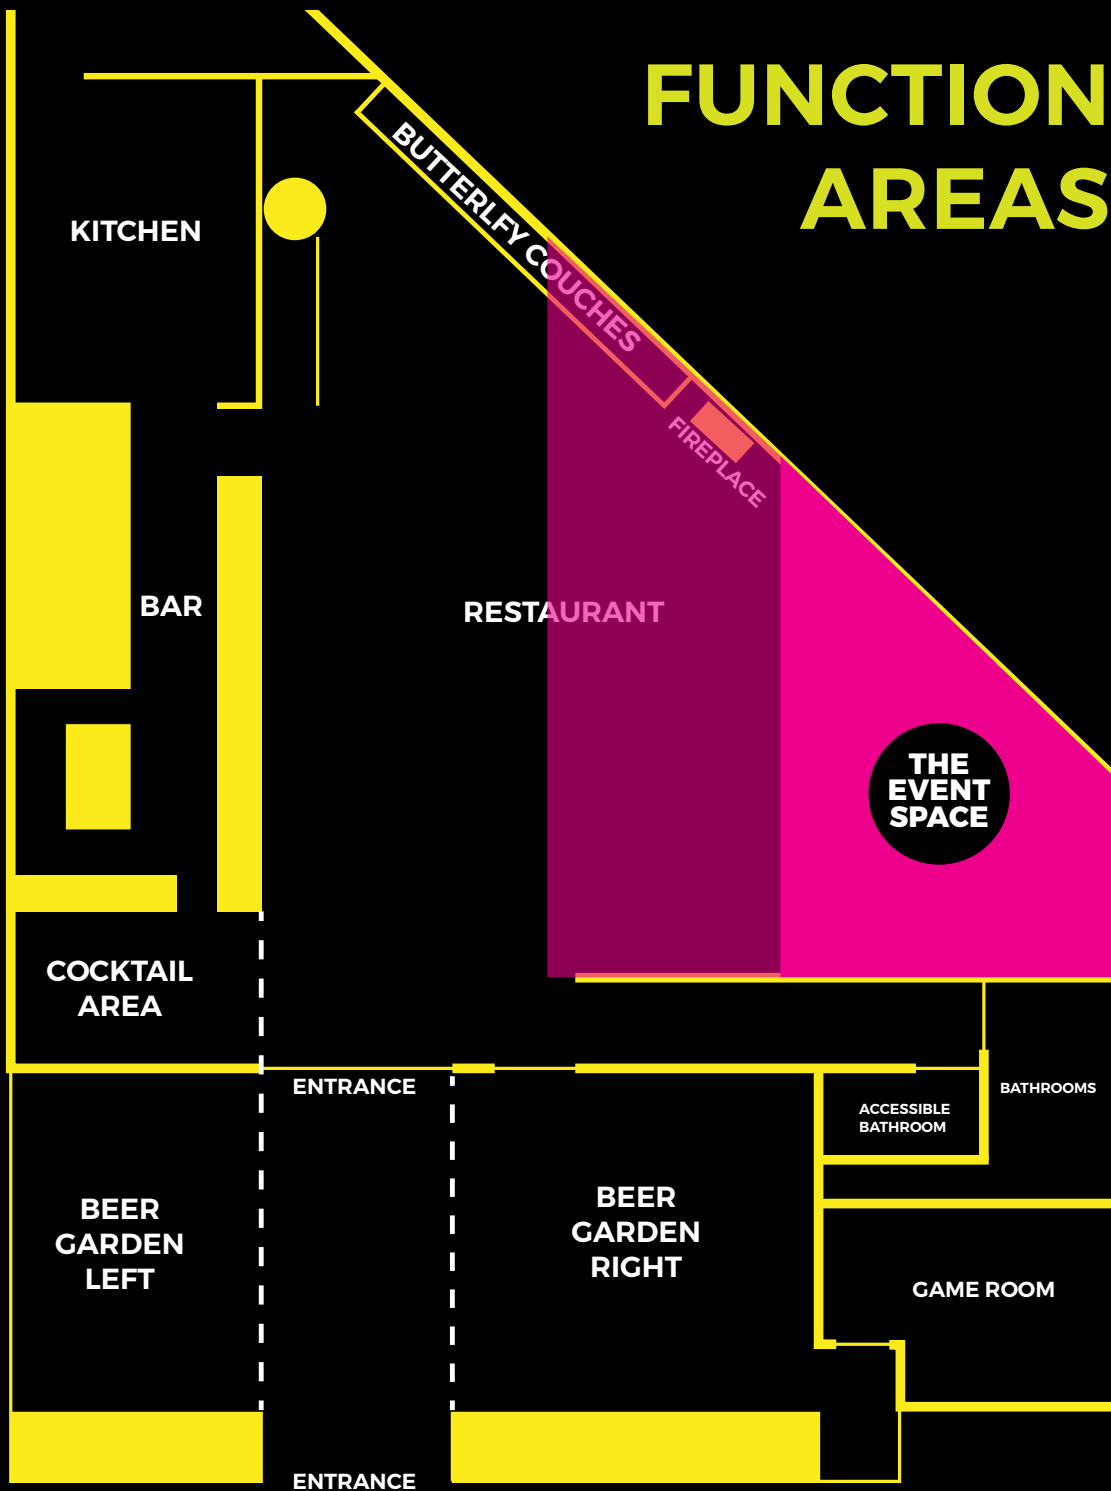 FUNCTION
AREAS
BUTTERLFY COUCHES
KITCHEN
FIREPLACE
BAR
RESTAURANT
THE
EVENT
SPACE
COCKTAIL
AREA
ENTRANCE
BATHROOMS
ACCESSIBLE
BATHROOM
BEER
GARDEN
LEFT
BEER
GARDEN
RIGHT
GAME ROOM
ENTRANCE